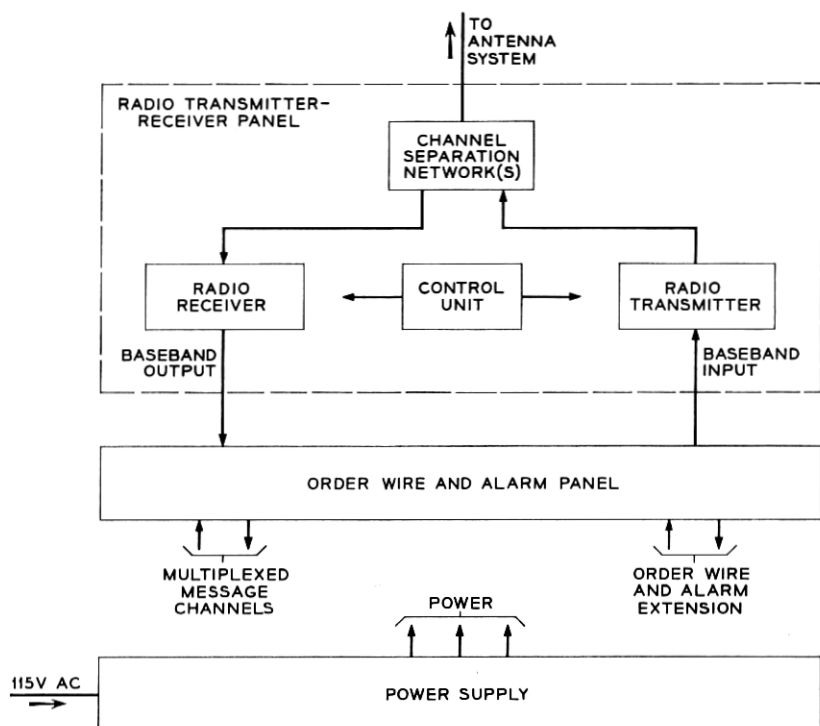 TO
ANTENNA
SYSTEM
RADIO TRANSMITTER-
RECEIVER PANEL
CHANNEL
SEPARATION
NETWORK(S)
RADIO
RECEIVER
CONTROL
UNIT
RADIO
TRANSMITTER
BASEBAND
OUTPUT
BASEBAND
INPUT
ORDER WIRE AND ALARM PANEL
MULTIPLEXED
MESSAGE
CHANNELS
ORDER WIRE
AND ALARM
EXTENSION
POWER
115V AC
POWER SUPPLY